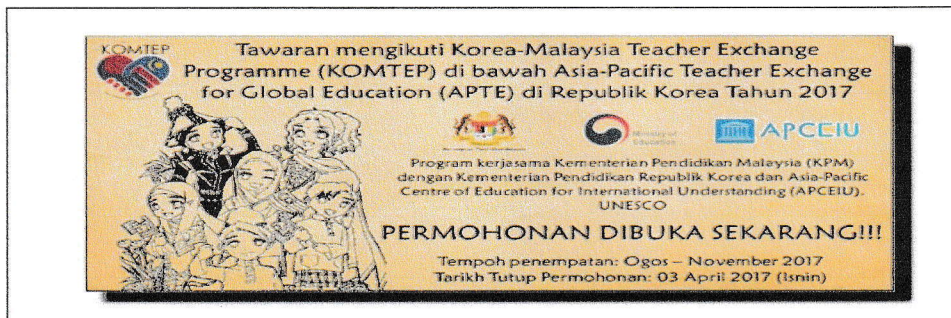 KOMTEP
Tawaran mengikuti Korea-Malaysia Teacher Exchange
Programme (KOMTEP) di bawah Asia-Pacific Teacher Exchange
for Global Education (APTE) di Republik Korea Tahun 2017
Ministry of
Education
APCEIU
Program kerjasama Kementerian Pendidikan Malaysia (KPM)
dengan Kementerian Pendidikan Republik Korea dan Asia-Pacific
Centre of Education for International Understanding (APCEIU).
UNESCO
PERMOHONAN DIBUKA SEKARANG!!!
Tempoh penempatan: Ogos – November 2017
Tarikh Tutup Permohonan: 03 April 2017 (Isnin)